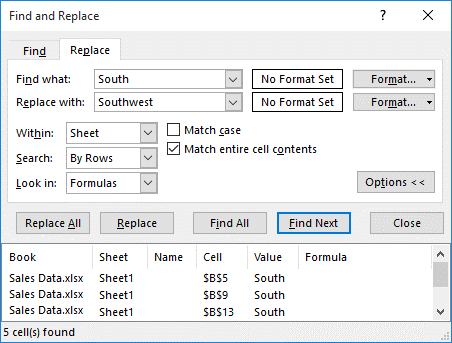 Find and Replace
? ×
Find Replace
Find what: South No Format Set Format...
Replace with: Southwest No Format Set Format...
Within: Sheet Match case
Match entire cell contents
Search: By Rows
Look in: Formulas Options <<
Replace All Replace Find All Find Next Close
Book Sheet Name Cell Value Formula
Sales Data.xlsx Sheet1 $B$5 South
Sales Data.xlsx Sheet1 $B$9 South
Sales Data.xlsx Sheet1 $B$13 South
5 cell(s) found